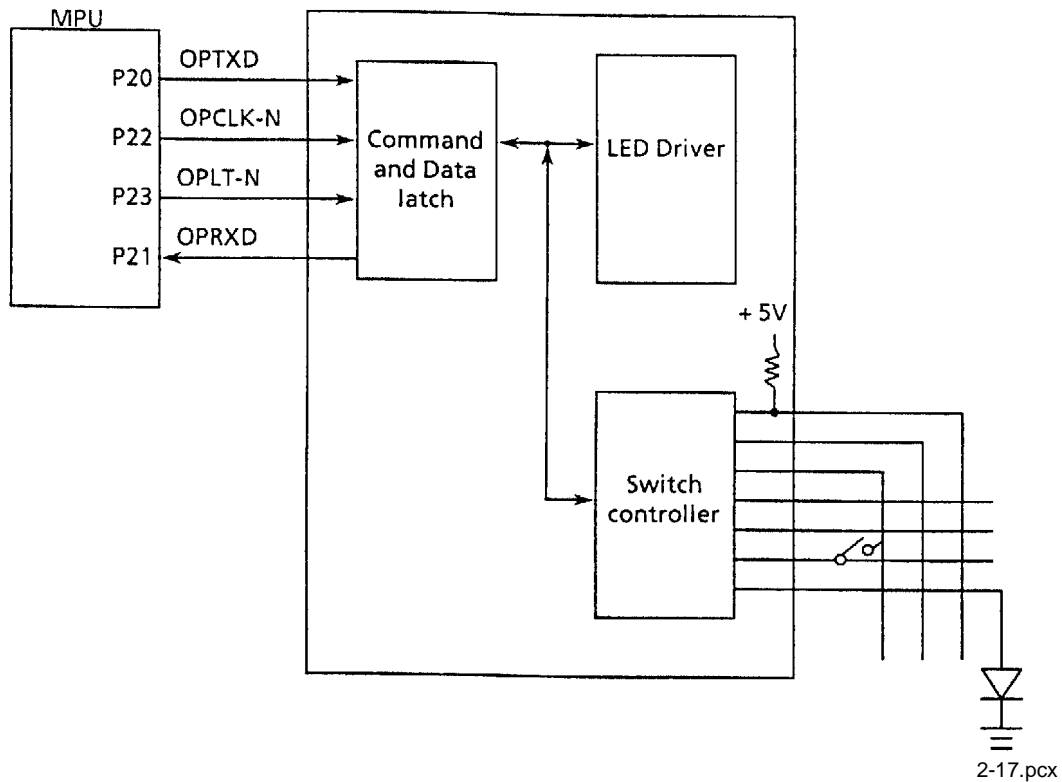 MPU
P20
OPTXD
P22
OPCLK-N
P23
OPLT-N
P21
OPRXD
Command
and Data
latch
LED Driver
+ 5V
Switch
controller
2-17.pcx